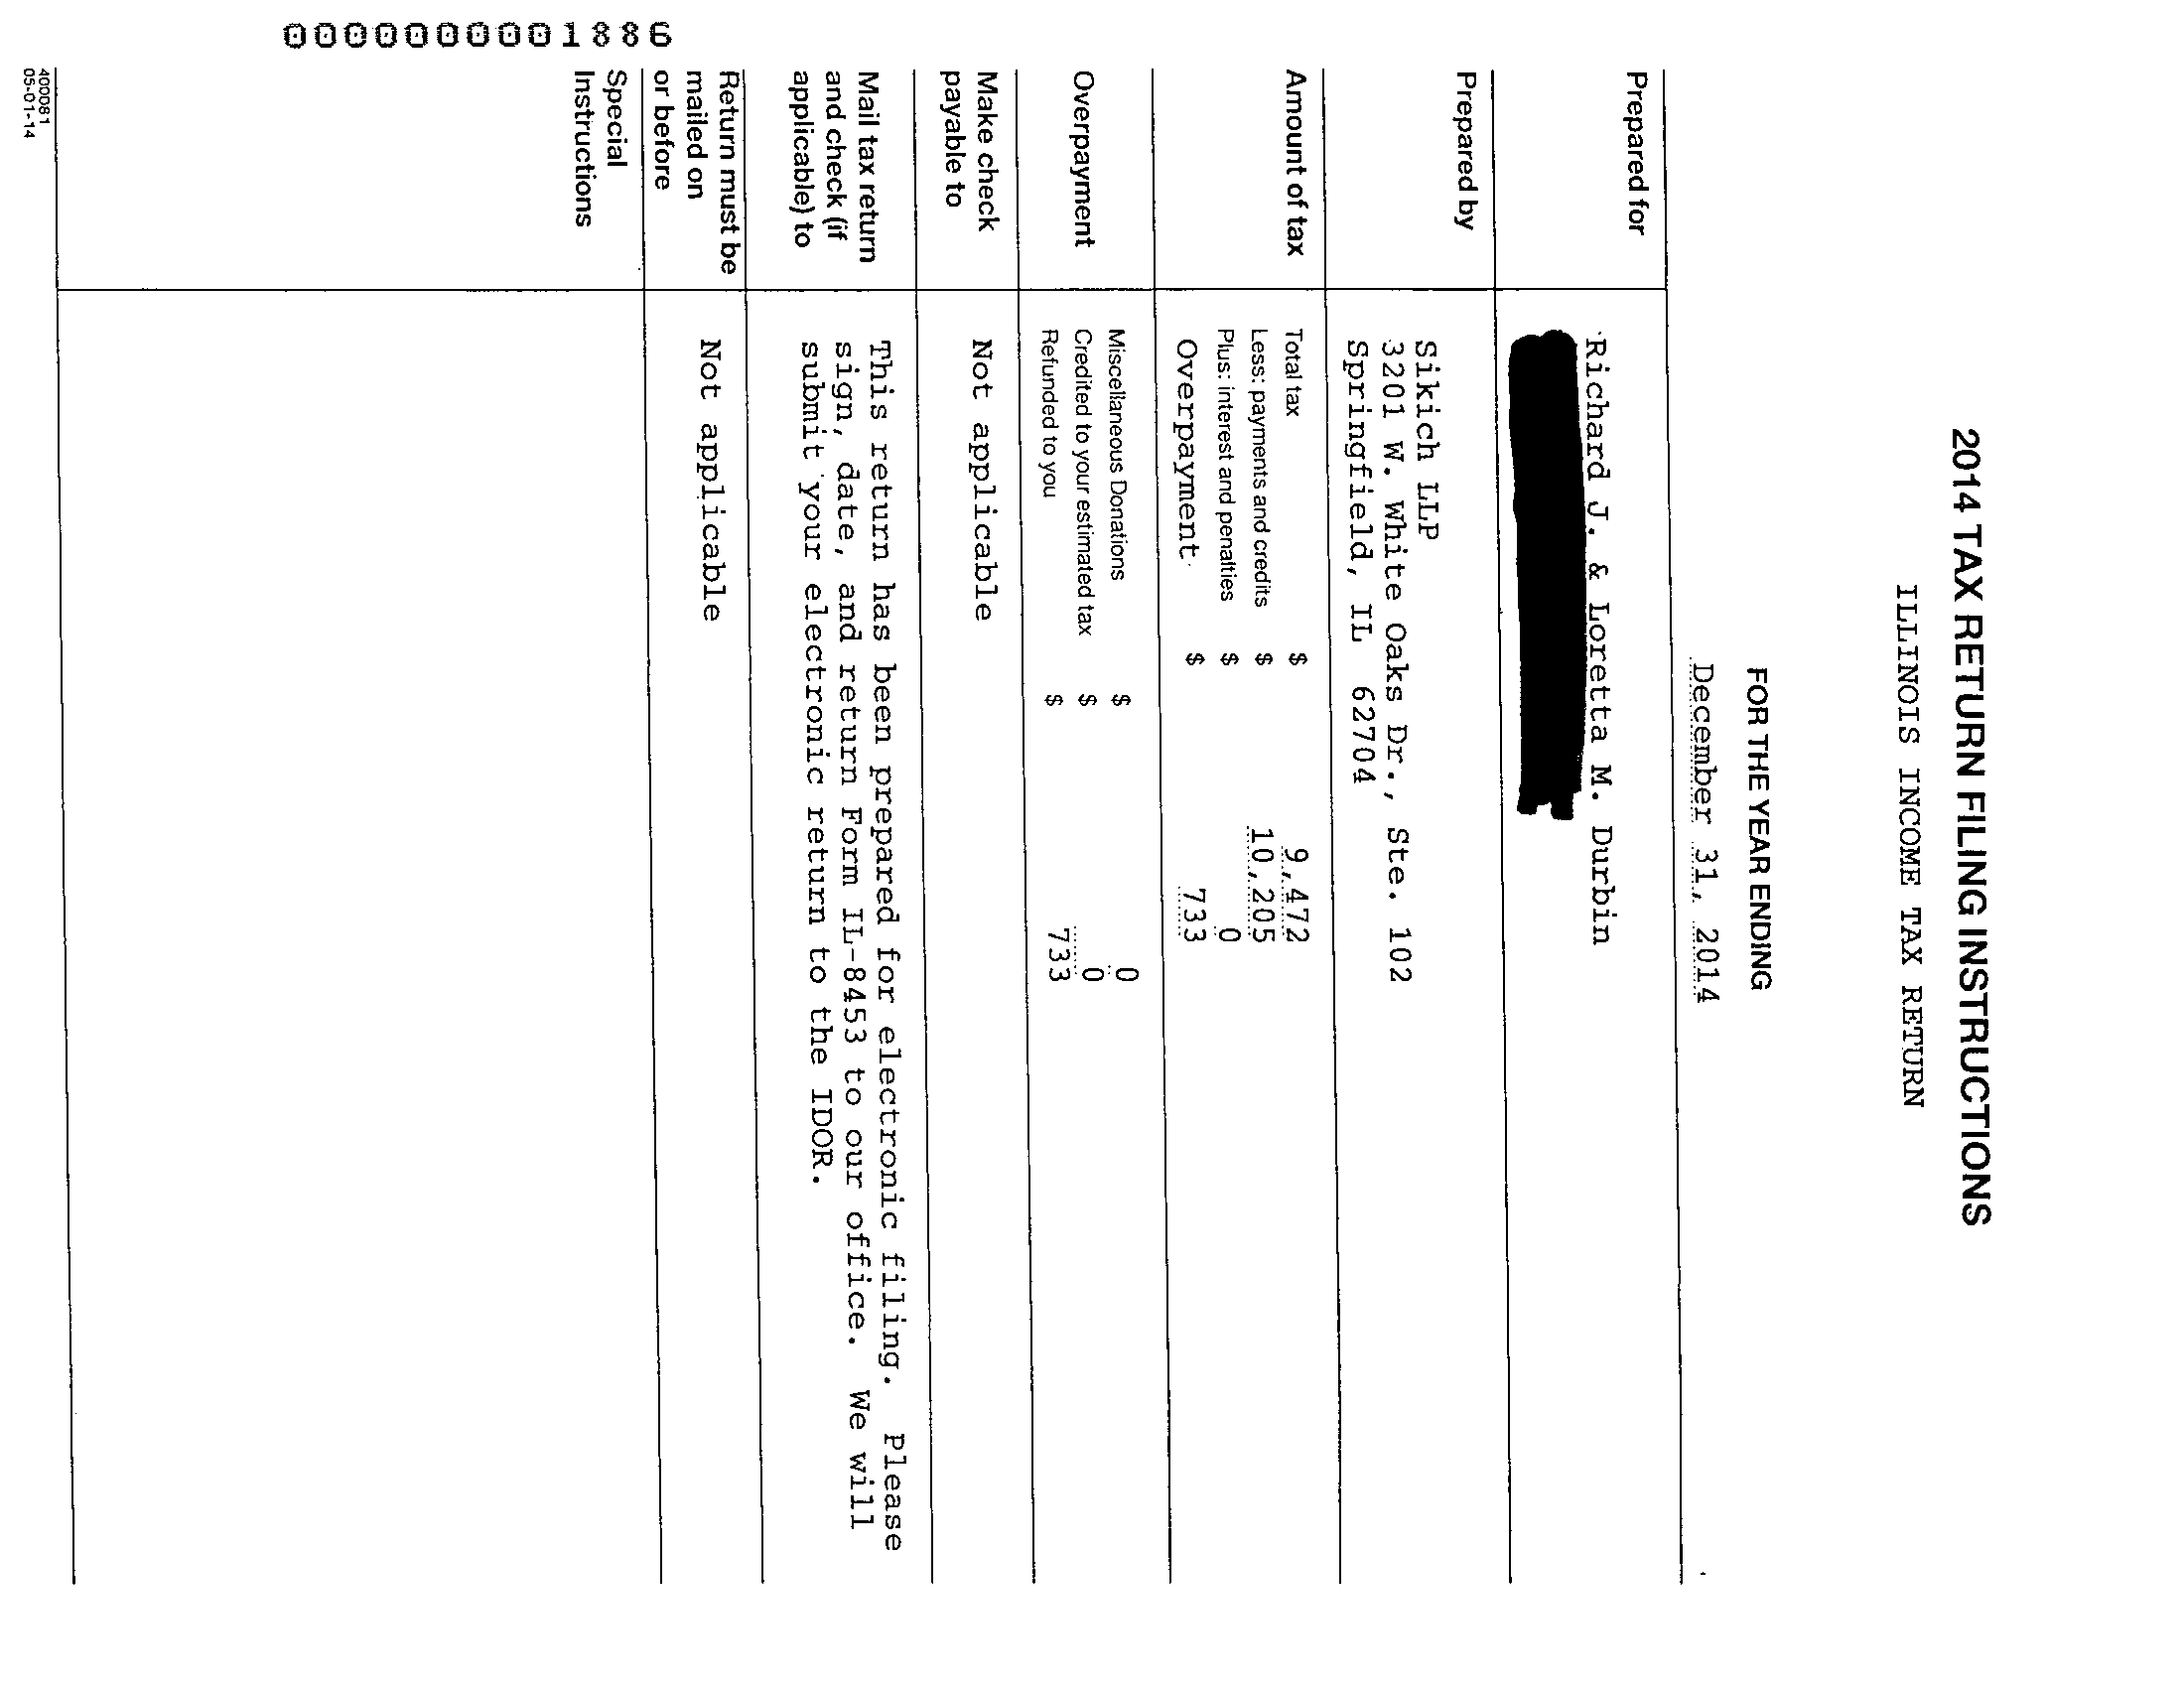 2014 TAX RETURN FILING INSTRUCTIONS
ILLINOIS INCOME TAX RETURN
FOR THE YEAR ENDING
December 31, 2014
Prepared for
Richard J. & Loretta M. Durbin
Prepared by
Sikich LLP
3201 W. White Oaks Dr., Ste. 102
Springfield, IL 62704
Amount of tax
Total tax $ 9,472
Less: payments and credits $ 10,205
Plus: interest and penalties $ 0
Overpayment $ 733
Overpayment
Miscellaneous Donations $ 0
Credited to your estimated tax $ 0
Refunded to you $ 733
Make check
payable to
Not applicable
Mail tax return
and check (if
applicable) to
This return has been prepared for electronic filing. Please
sign, date, and return Form IL-8453 to our office. We will
submit your electronic return to the IDOR.
Return must be
mailed on
or before
Not applicable
Special
Instructions
400081
05-01-14
0000000001886